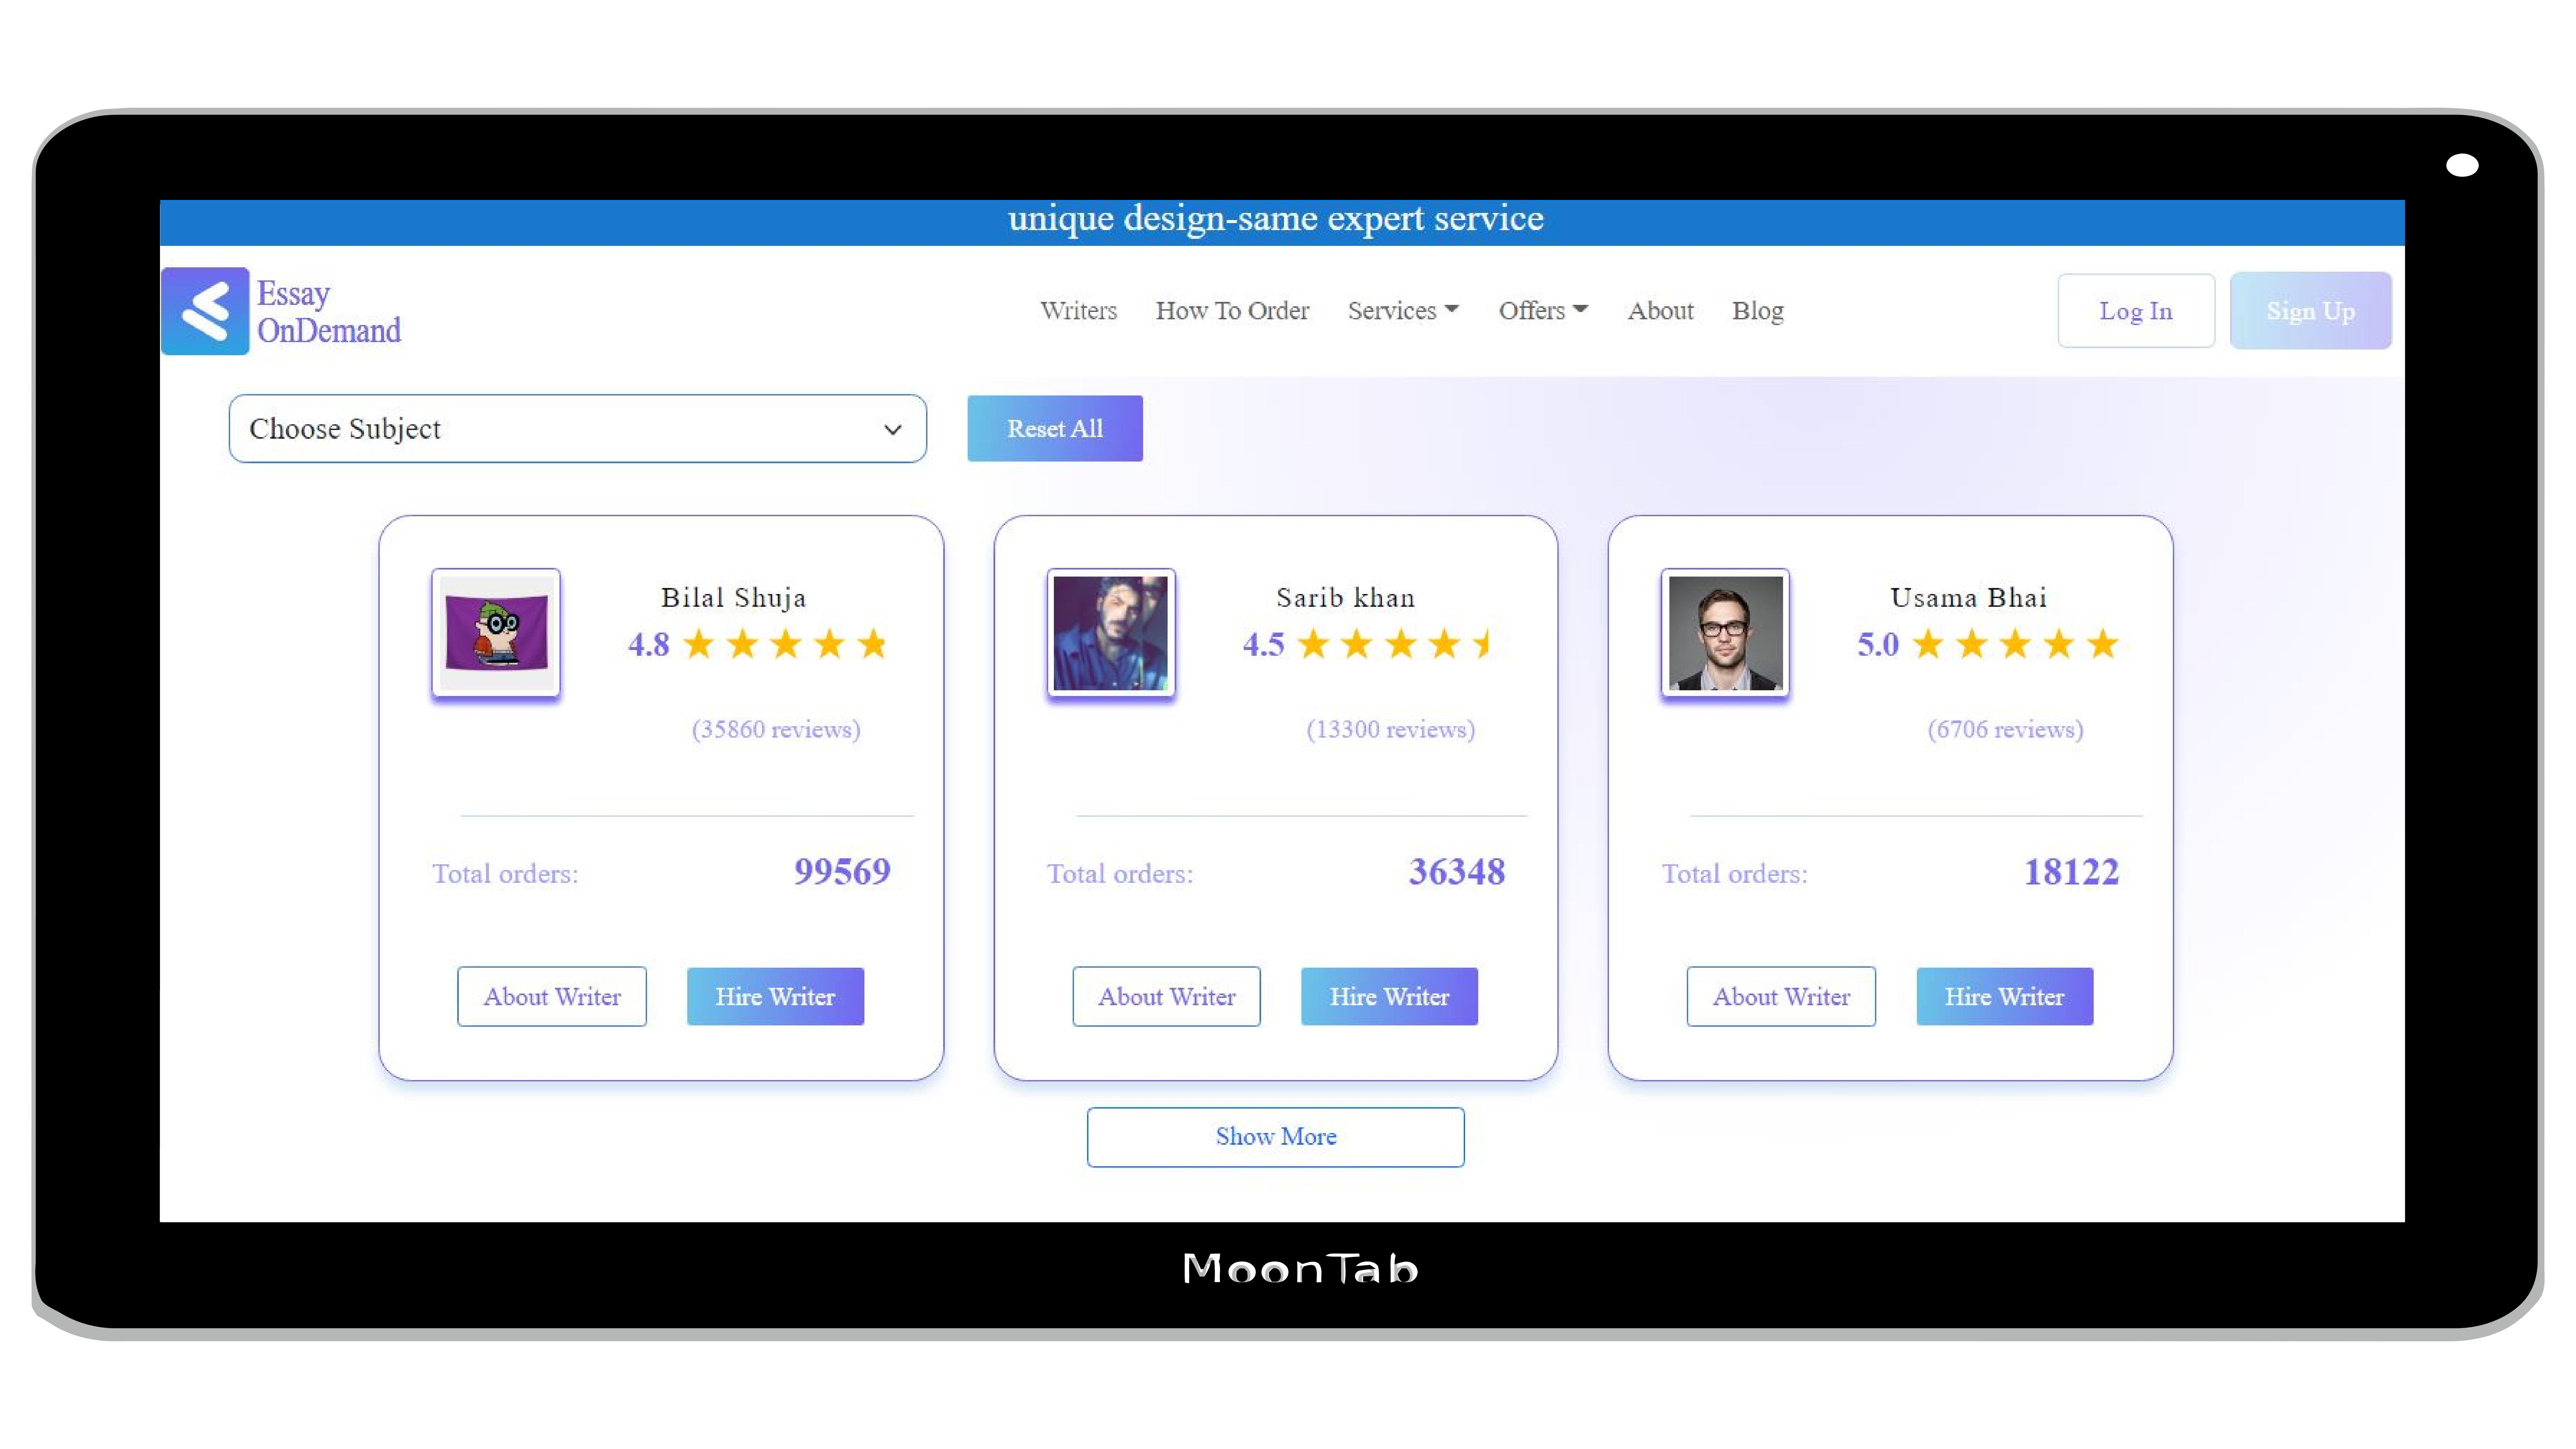 unique design-same expert service
Essay
OnDemand
Writers How To Order Services Offers About Blog
Log In Sign Up
Choose Subject
Reset All
Bilal Shuja
4.8
(35860 reviews)
Total orders: 99569
About Writer Hire Writer
Sarib khan
4.5
(13300 reviews)
Total orders: 36348
About Writer Hire Writer
Usama Bhai
5.0
(6706 reviews)
Total orders: 18122
About Writer Hire Writer
Show More
MoonTab